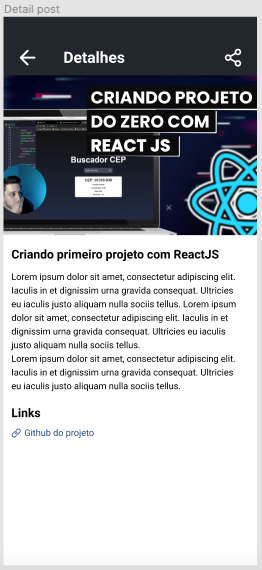 Detail post
Detalhes
CRIANDO PROJETO
DO ZERO COM
REACT JS
Buscador CEP
Criando primeiro projeto com ReactJS
Lorem ipsum dolor sit amet, consectetur adipiscing elit.
Iaculis in et dignissim urna gravida consequat. Ultricies
eu iaculis justo aliquam nulla sociis tellus. Lorem ipsum
dolor sit amet, consectetur adipiscing elit. Iaculis in et
dignissim urna gravida consequat. Ultricies eu iaculis
justo aliquam nulla sociis tellus.
Lorem ipsum dolor sit amet, consectetur adipiscing elit.
Iaculis in et dignissim urna gravida consequat. Ultricies
eu iaculis justo aliquam nulla sociis tellus.
Links
Github do projeto